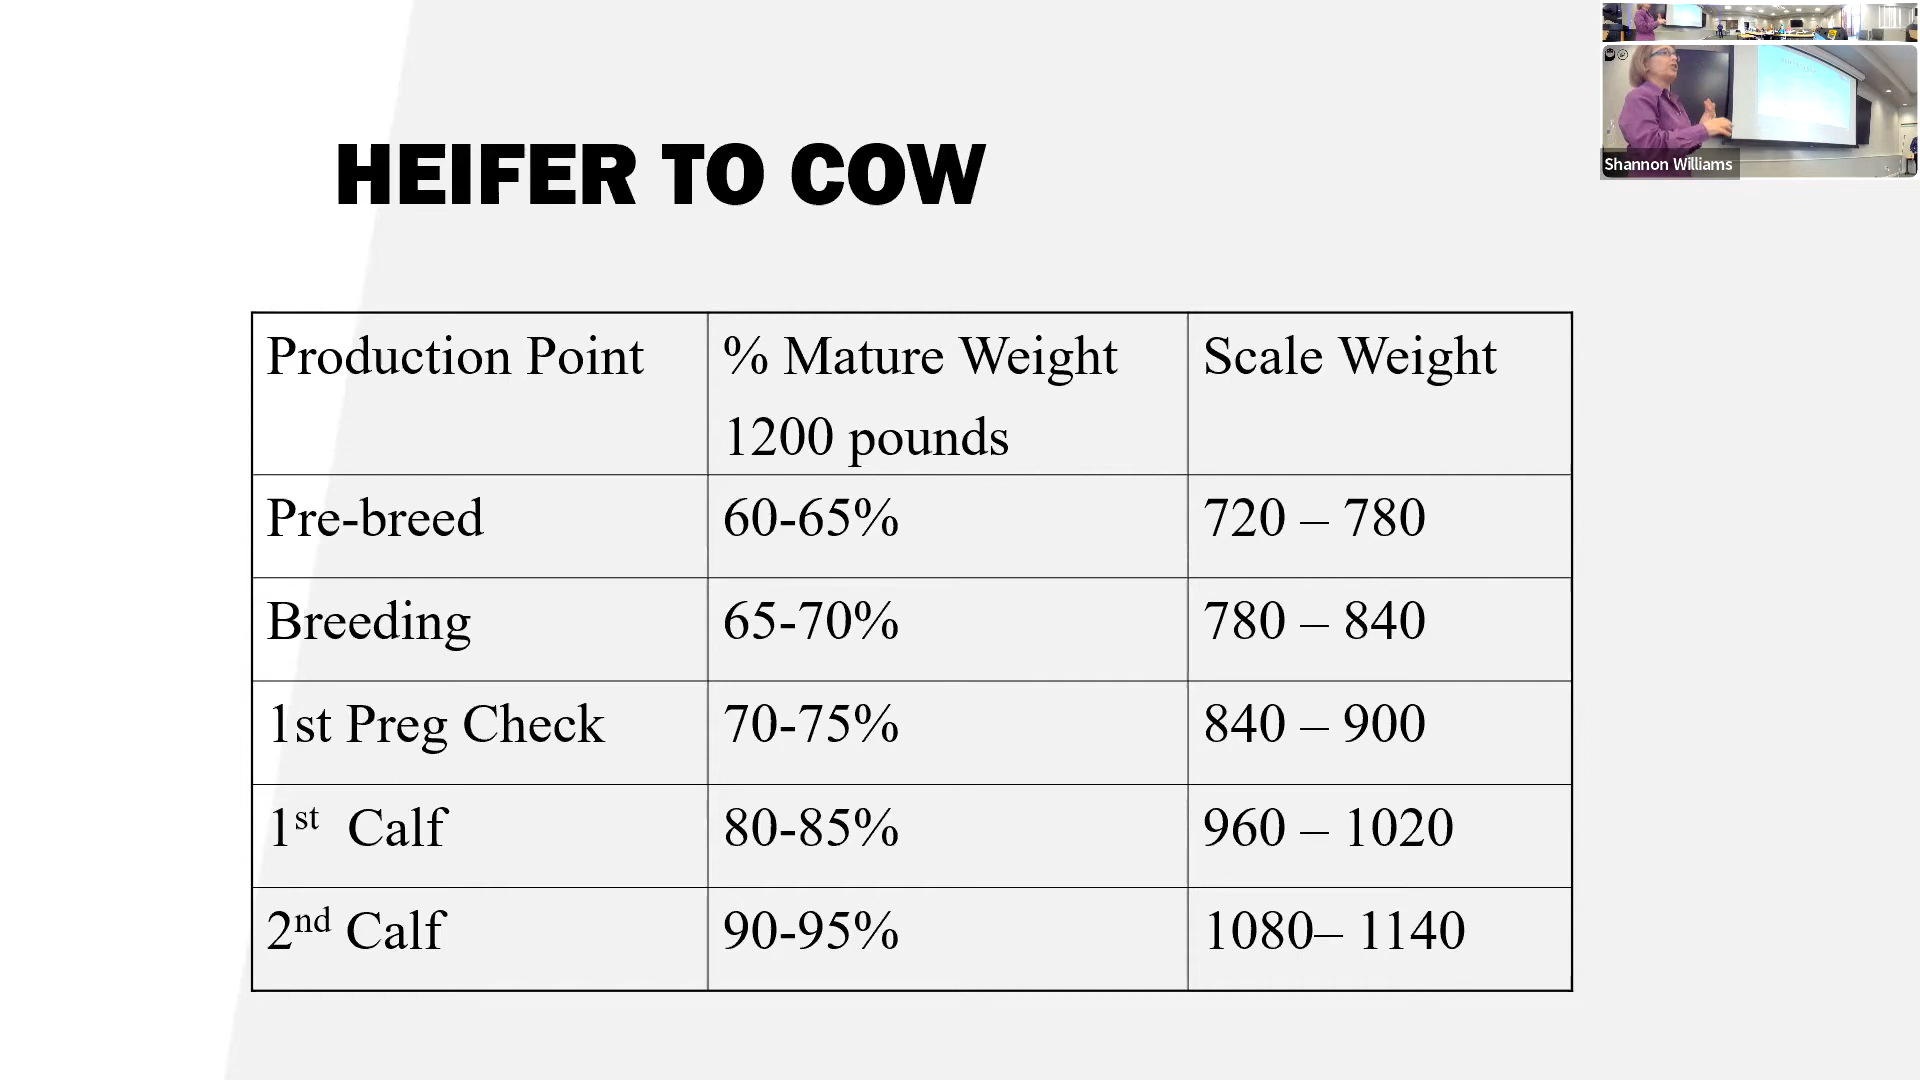 HEIFER TO COW
Shannon Williams
Production Point
% Mature Weight
1200 pounds
Scale Weight
Pre-breed
60-65%
720 – 780
Breeding
65-70%
780 – 840
1st Preg Check
70-75%
840 – 900
1st Calf
80-85%
960 – 1020
2nd Calf
90-95%
1080– 1140